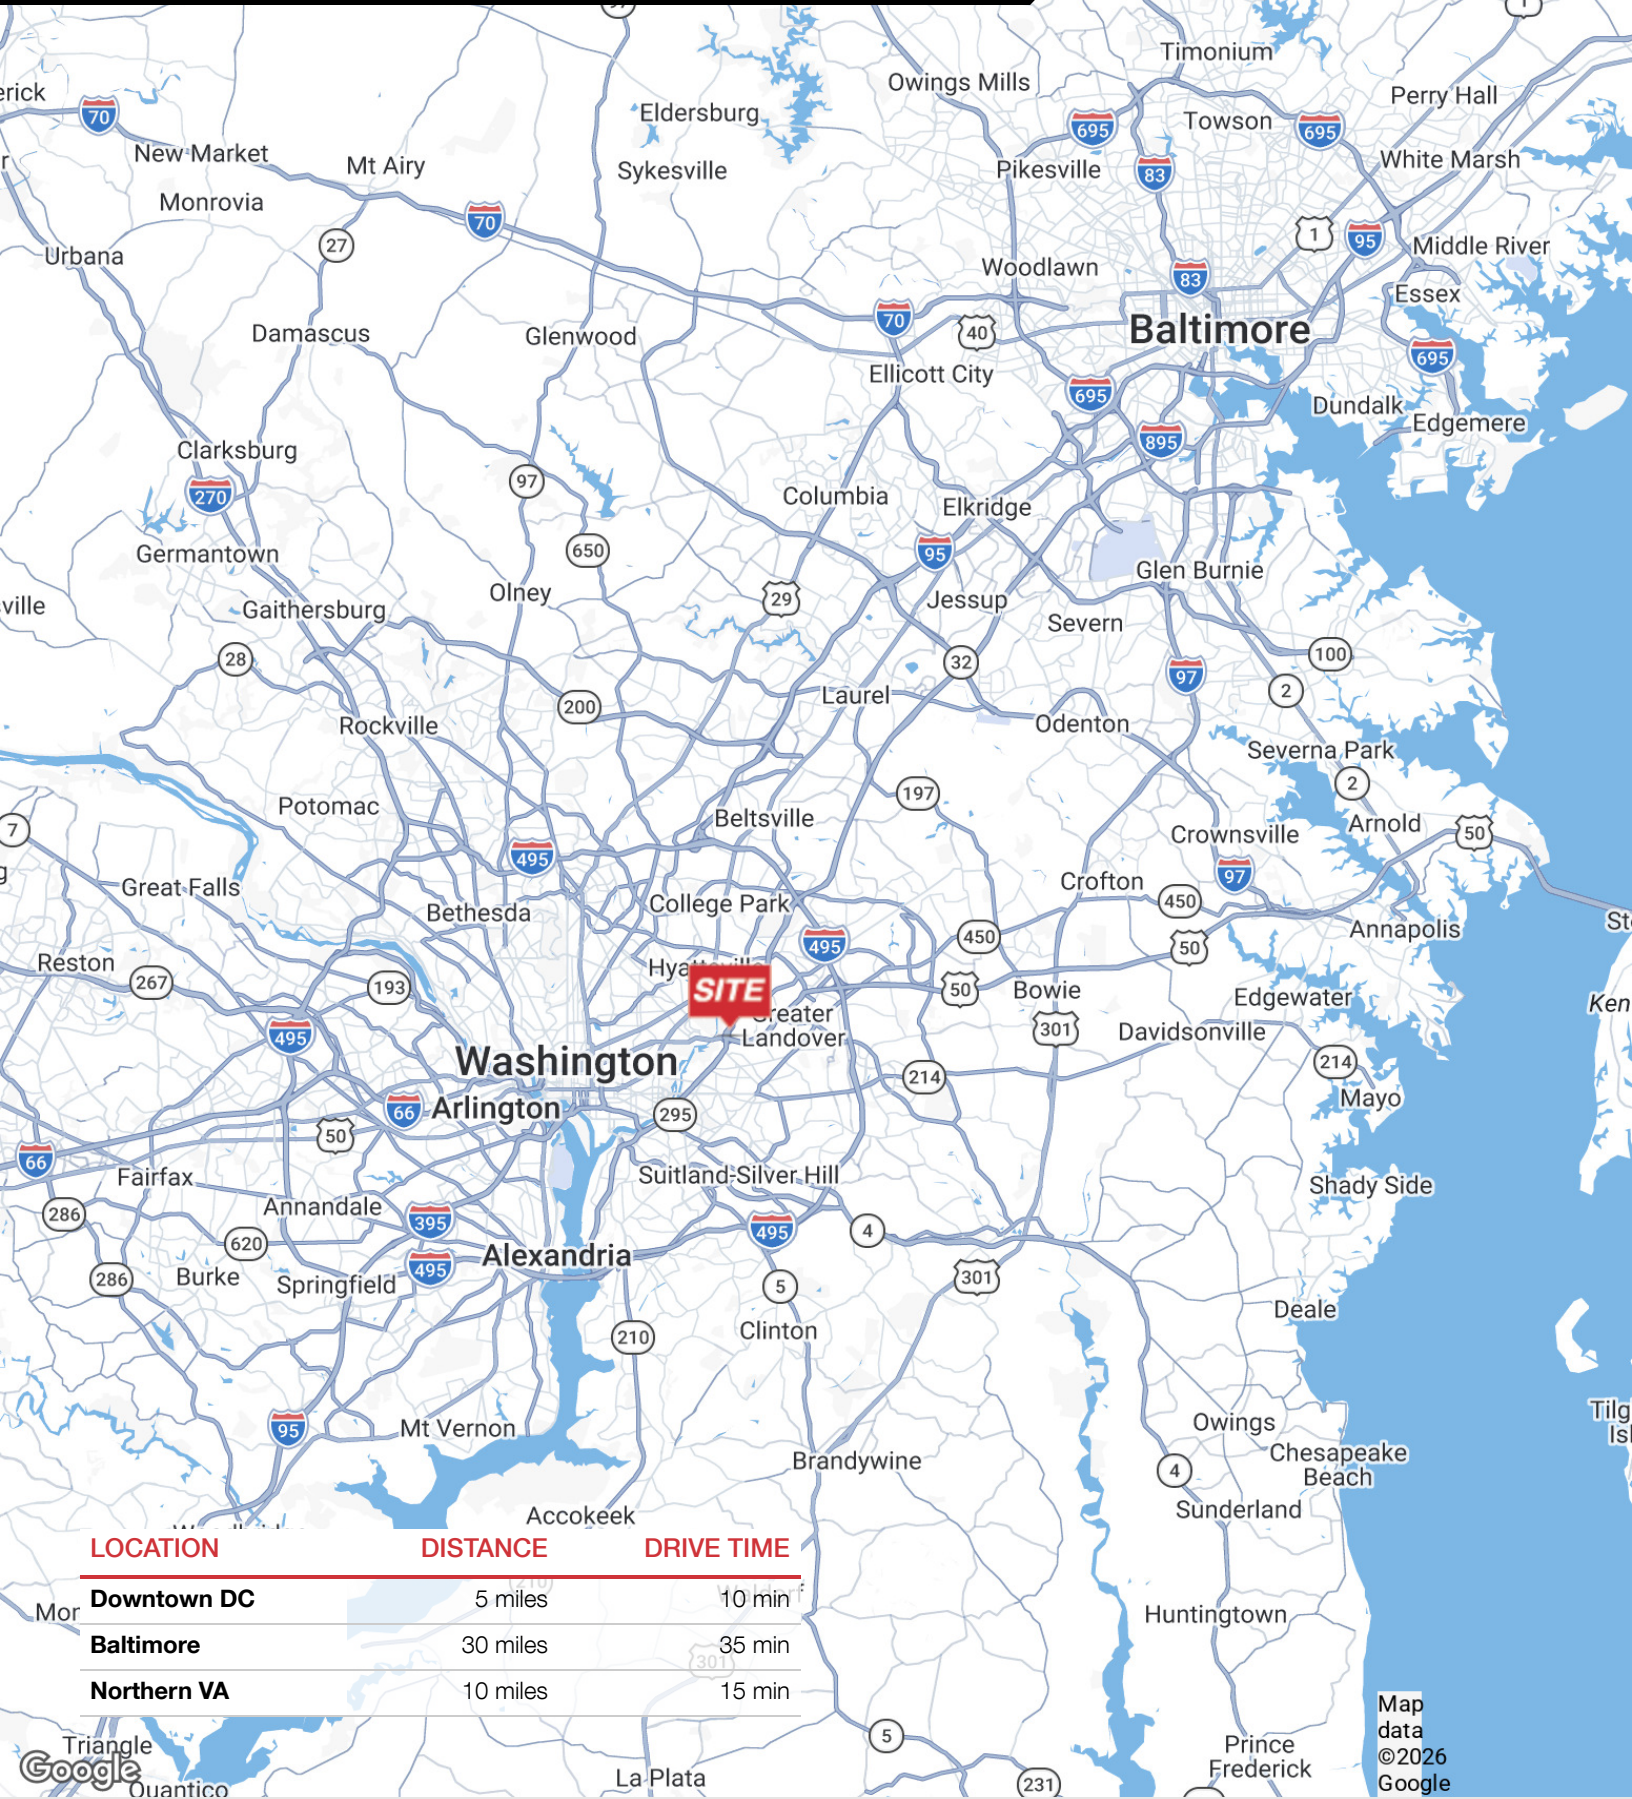 Timonium
Owings Mills
Perry Hall
Eldersburg
70
695
Towson
695
New Market
Mt Airy
Sykesville
Pikesville
83
White Marsh
Monrovia
70
27
1
95
Middle River
Urbana
Woodlawn
83
Essex
70
40
Baltimore
Damascus
Glenwood
695
Ellicott City
695
Dundalk
Edgemere
895
Clarksburg
97
270
Columbia
Elkridge
Germantown
650
95
Glen Burnie
Olney
29
Jessup
Gaithersburg
Severn
28
32
100
97
2
200
Laurel
Rockville
Odenton
Severna Park
2
Potomac
197
Beltsville
Arnold
7
Crownsville
50
495
97
Great Falls
Crofton
450
Bethesda
College Park
450
Annapolis
495
50
Reston
267
193
Hyattsville
SITE
50
Bowie
Edgewater
Greater
Landover
301
Davidsonville
495
Washington
214
214
Mayo
66
Arlington
295
50
66
Fairfax
Suitland-Silver Hill
Shady Side
286
Annandale
395
495
4
620
Alexandria
495
286
Burke
Springfield
5
301
Deale
210
Clinton
95
Mt Vernon
Owings
Brandywine
Chesapeake
Beach
4
Accokeek
Sunderland
LOCATION DISTANCE DRIVE TIME
210
Downtown DC 5 miles 10 min
Waldorf
Huntingtown
Baltimore 30 miles 35 min
301
Northern VA 10 miles 15 min
Map
data
©2026
Google
Triangle
5
Prince
Frederick
Google
Quantico
La Plata
231